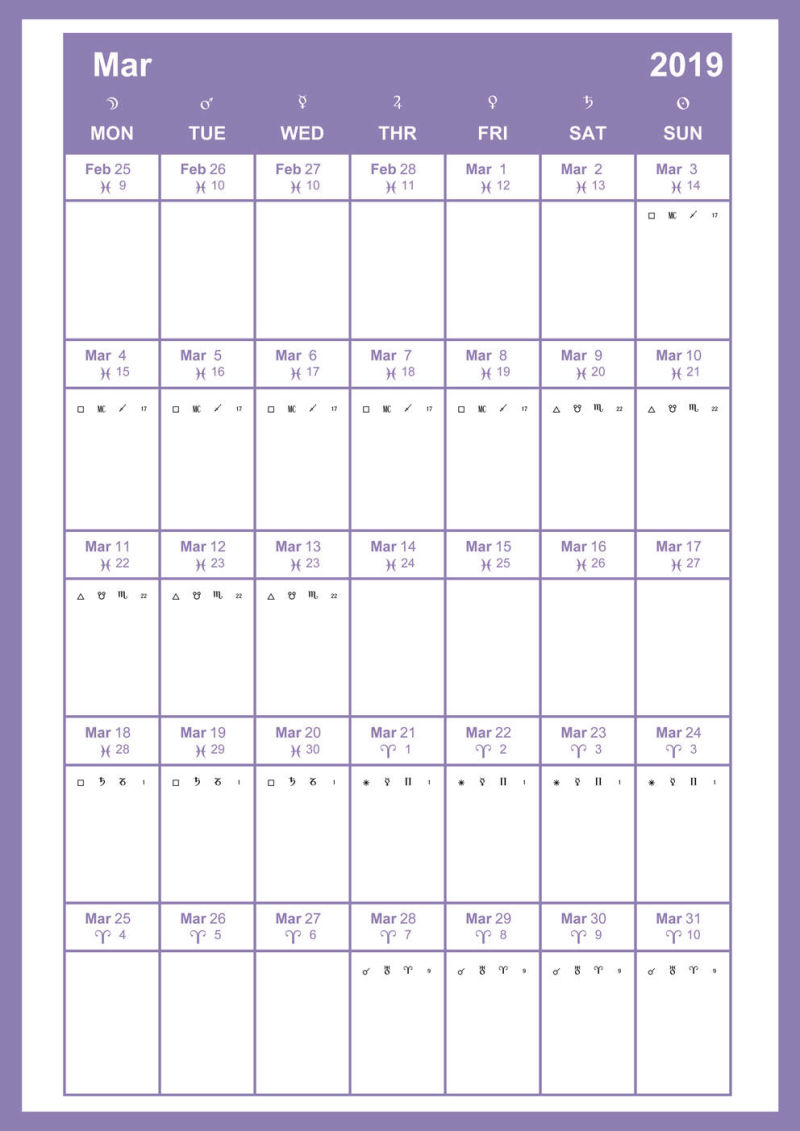 Mar 2019
☽ ♂ ☿ ♃ ♀ ♄ ☉
MON TUE WED THR FRI SAT SUN
Feb 25 Feb 26 Feb 27 Feb 28 Mar 1 Mar 2 Mar 3
♓ 9 ♓ 10 ♓ 10 ♓ 11 ♓ 12 ♓ 13 ♓ 14
□ MC ♐ 17
Mar 4 Mar 5 Mar 6 Mar 7 Mar 8 Mar 9 Mar 10
♓ 15 ♓ 16 ♓ 17 ♓ 18 ♓ 19 ♓ 20 ♓ 21
□ MC ♐ 17 □ MC ♐ 17 □ MC ♐ 17 □ MC ♐ 17 □ MC ♐ 17 △ ☋ ♏ 22 △ ☋ ♏ 22
Mar 11 Mar 12 Mar 13 Mar 14 Mar 15 Mar 16 Mar 17
♓ 22 ♓ 23 ♓ 23 ♓ 24 ♓ 25 ♓ 26 ♓ 27
△ ☋ ♏ 22 △ ☋ ♏ 22 △ ☋ ♏ 22
Mar 18 Mar 19 Mar 20 Mar 21 Mar 22 Mar 23 Mar 24
♓ 28 ♓ 29 ♓ 30 ♈ 1 ♈ 2 ♈ 3 ♈ 3
□ ♄ ♑ 1 □ ♄ ♑ 1 □ ♄ ♑ 1 ⚹ ☿ ♊ 1 ⚹ ☿ ♊ 1 ⚹ ☿ ♊ 1 ⚹ ☿ ♊ 1
Mar 25 Mar 26 Mar 27 Mar 28 Mar 29 Mar 30 Mar 31
♈ 4 ♈ 5 ♈ 6 ♈ 7 ♈ 8 ♈ 9 ♈ 10
☌ ♅ ♈ 9 ☌ ♅ ♈ 9 ☌ ♅ ♈ 9 ☌ ♅ ♈ 9